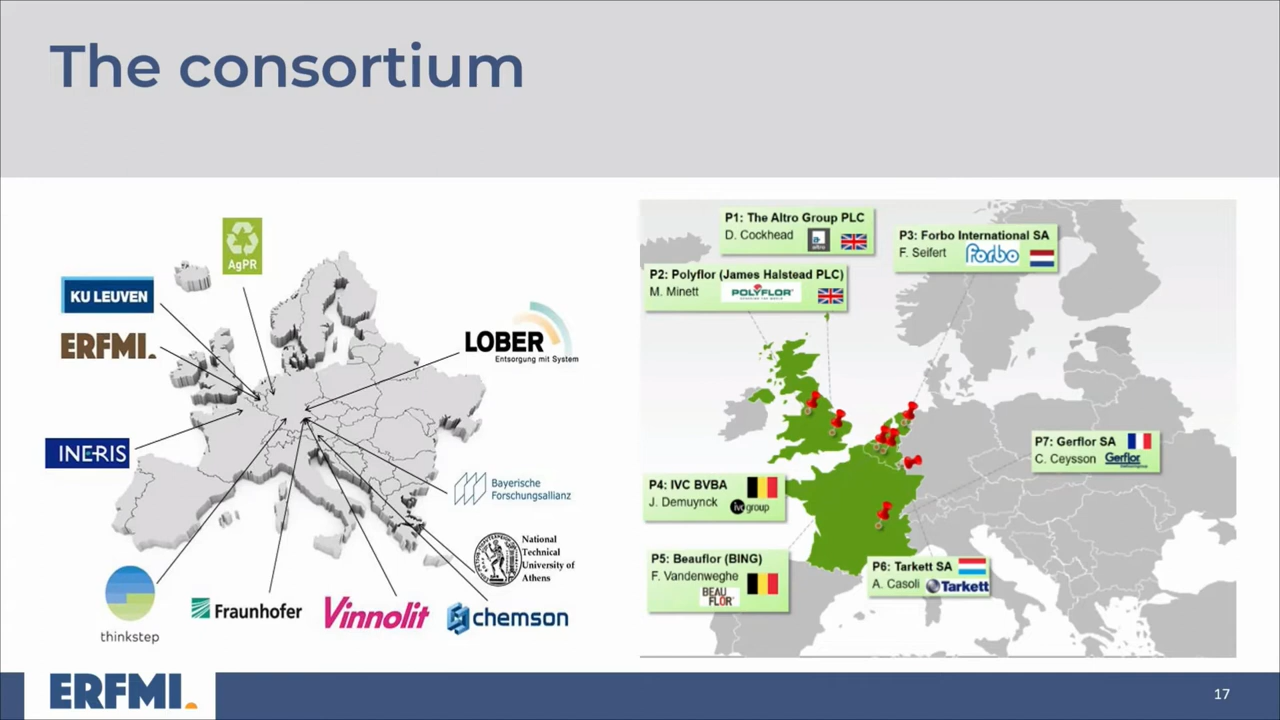 The consortium
AgPR
KU LEUVEN
ERFMI.
INE-RIS
LOBER
Entsorgung mit System
Bayerische
Forschungsallianz
National
Technical
University of
Athens
thinkstep
Fraunhofer
Vinnolit
chemson
P1: The Altro Group PLC
D. Cockhead
altro
P2: Polyflor (James Halstead PLC)
M. Minett
POLYFLOR
P3: Forbo International SA
F. Seifert
Forbo
P7: Gerflor SA
C. Ceysson
Gerflor
P4: IVC BVBA
J. Demuynck
ivc group
P5: Beauflor (BING)
F. Vandenweghe
BEAU
FLOR
P6: Tarkett SA
A. Casoli
Tarkett
ERFMI.
17